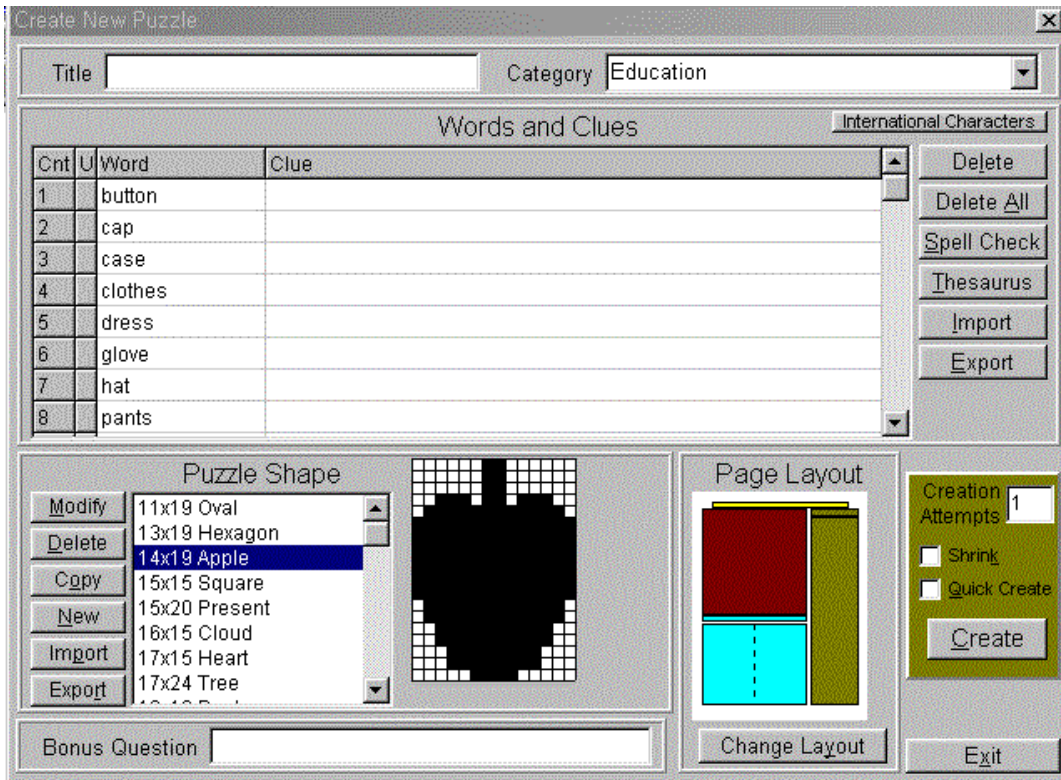 Create New Puzzle
Title
Category Education
Words and Clues
International Characters
Cnt U Word Clue
1 button
2 cap
3 case
4 clothes
5 dress
6 glove
7 hat
8 pants
Delete
Delete All
Spell Check
Thesaurus
Import
Export
Puzzle Shape
Modify
Delete
Copy
New
Import
Export
11x19 Oval
13x19 Hexagon
14x19 Apple
15x15 Square
15x20 Present
16x15 Cloud
17x15 Heart
17x24 Tree
Page Layout
Change Layout
Creation
Attempts 1
Shrink
Quick Create
Create
Bonus Question
Exit